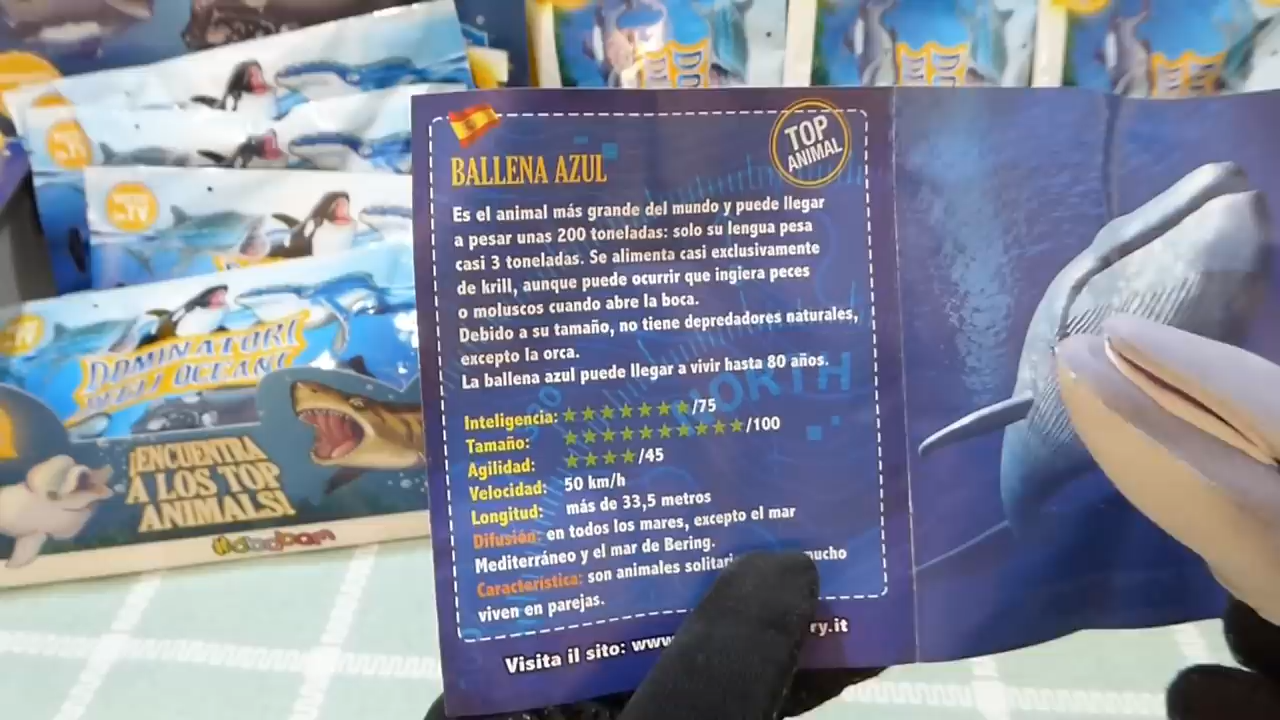 BALLENA AZUL
TOP
ANIMAL
Es el animal más grande del mundo y puede llegar
a pesar unas 200 toneladas: solo su lengua pesa
casi 3 toneladas. Se alimenta casi exclusivamente
de krill, aunque puede ocurrir que ingiera peces
o moluscos cuando abre la boca.
Debido a su tamaño, no tiene depredadores naturales,
excepto la orca.
La ballena azul puede llegar a vivir hasta 80 años.
Inteligencia: ★★★★★★★/75
Tamaño: ★★★★★★★★★★/100
Agilidad: ★★★★/45
Velocidad: 50 km/h
Longitud: más de 33,5 metros
Difusión: en todos los mares, excepto el mar
Mediterráneo y el mar de Bering.
Característica: son animales
viven en parejas.
Visita il sito:
NORTH
DOMINATORI
DEGLI OCEANI
¡ENCUENTRA
A LOS TOP
ANIMALS!